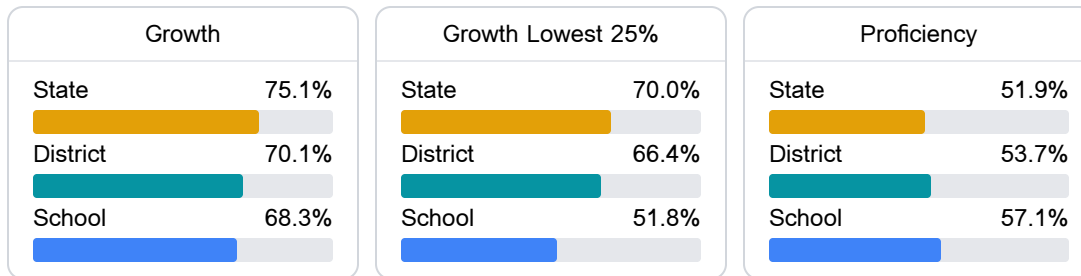 Growth
State 75.1%
District 70.1%
School 68.3%
Growth Lowest 25%
State 70.0%
District 66.4%
School 51.8%
Proficiency
State 51.9%
District 53.7%
School 57.1%